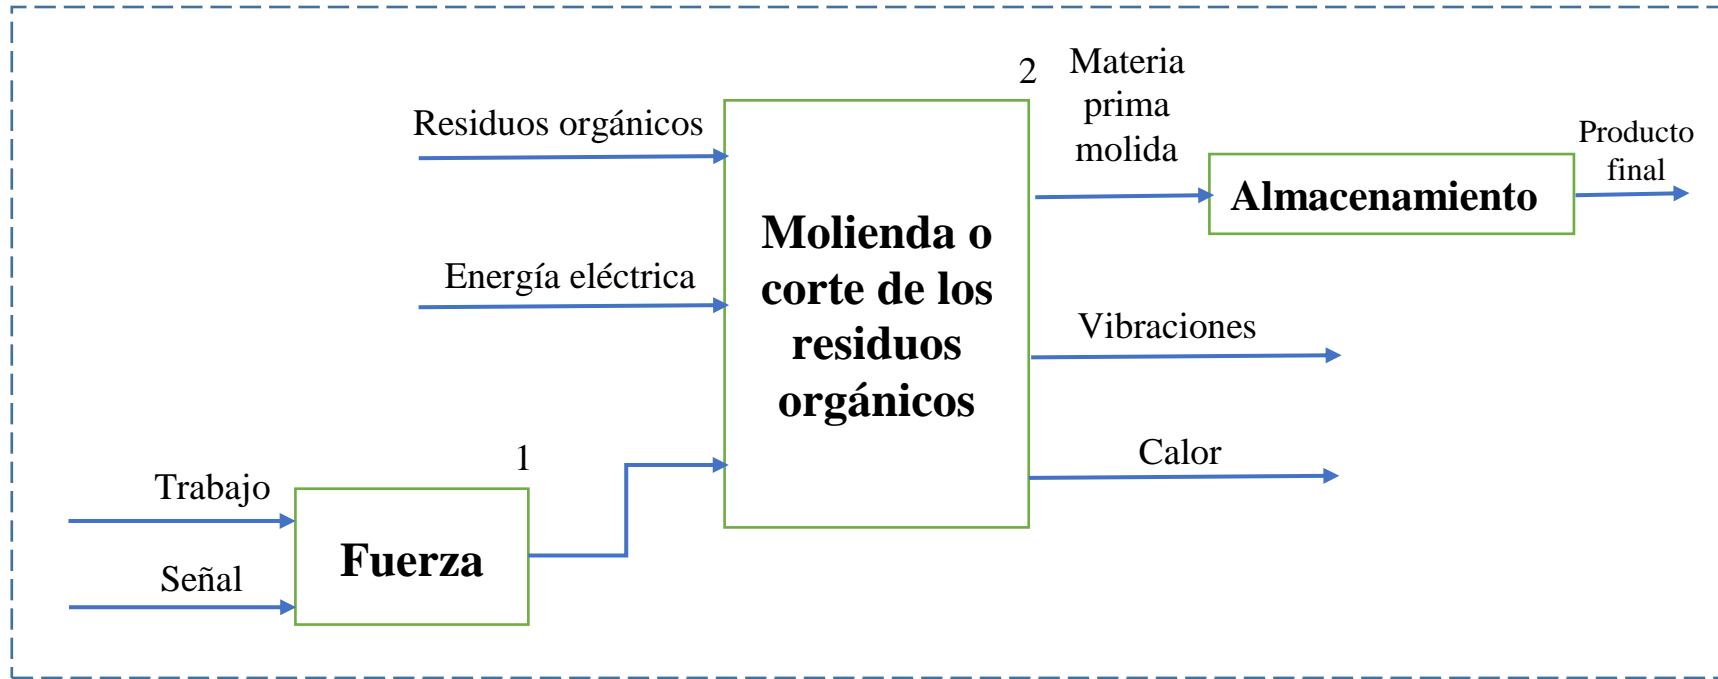 2
Materia
prima
molida
Residuos orgánicos
Producto
final
Almacenamiento
Molienda o
corte de los
residuos
orgánicos
Energía eléctrica
Vibraciones
Calor
1
Trabajo
Fuerza
Señal